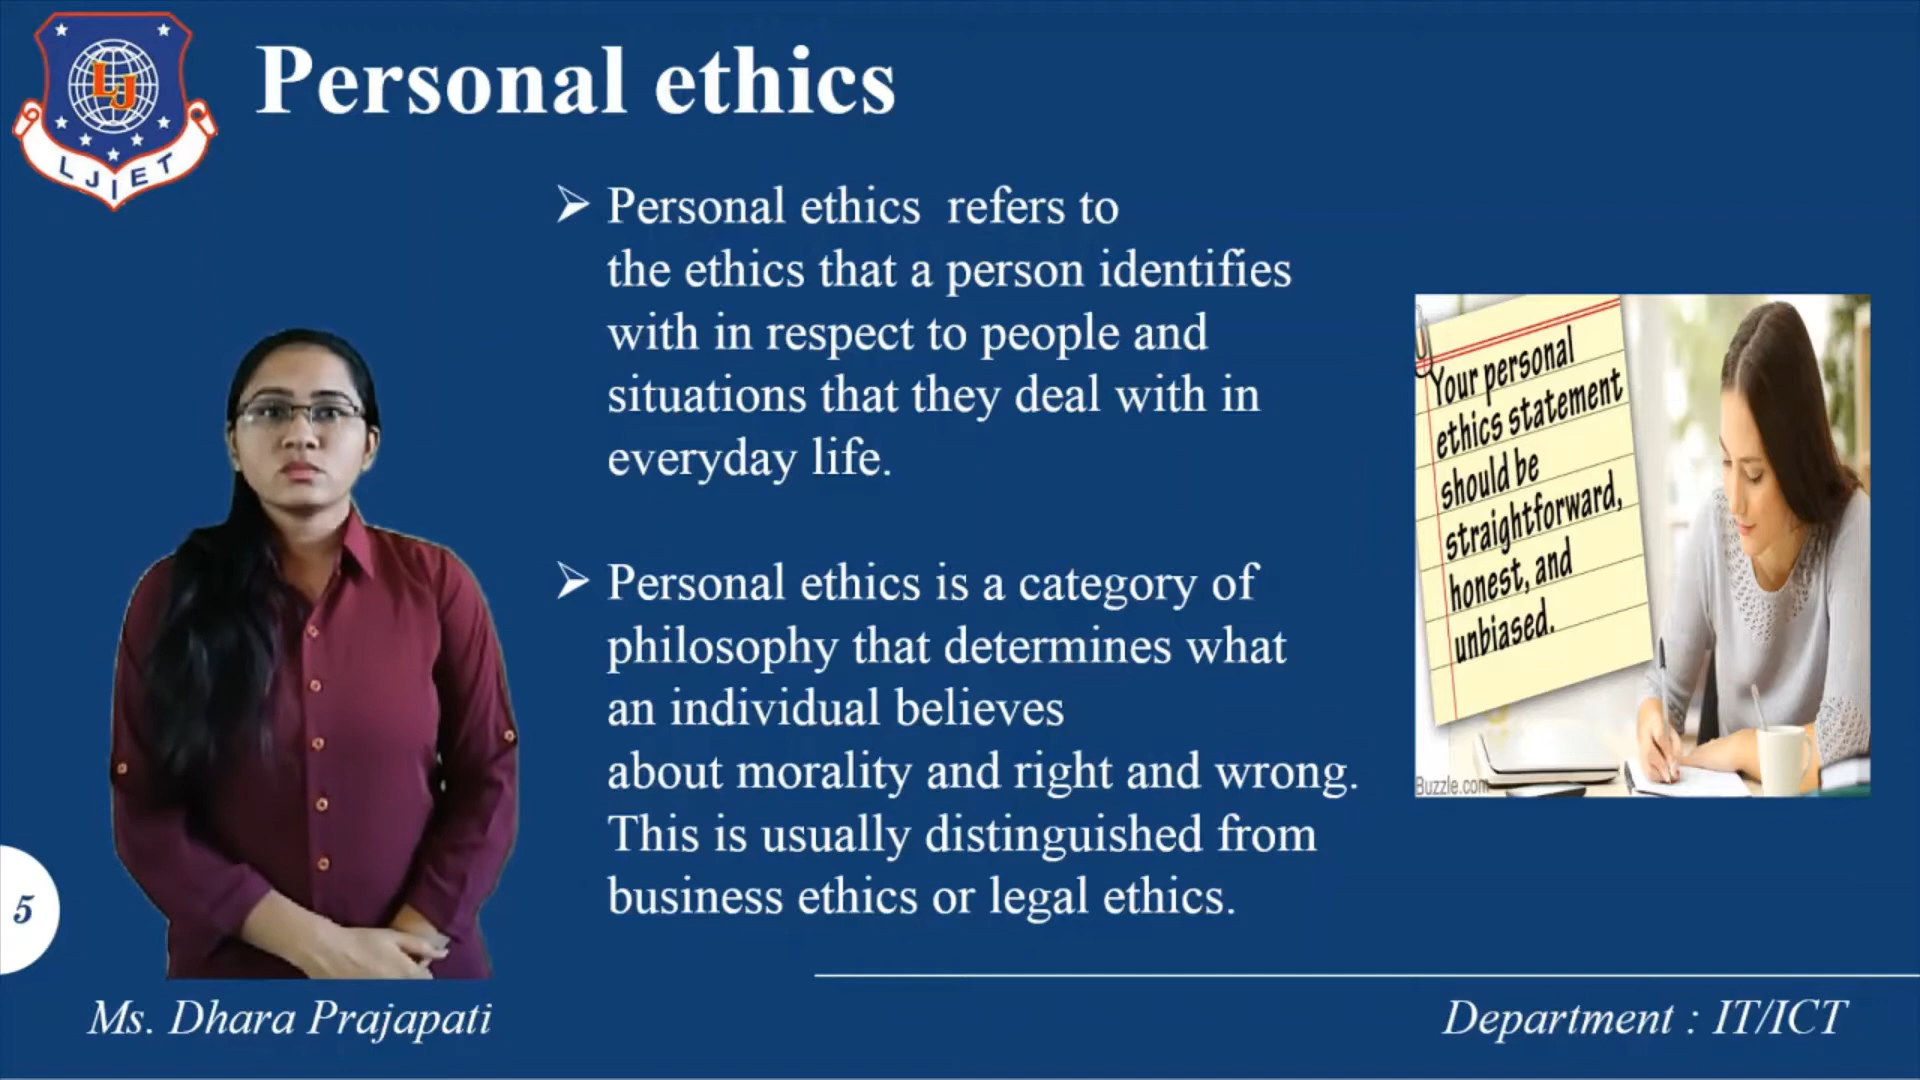 LJ
LJIET
Personal ethics
➢ Personal ethics  refers to
the ethics that a person identifies
with in respect to people and
situations that they deal with in
everyday life.
➢ Personal ethics is a category of
philosophy that determines what
an individual believes
about morality and right and wrong.
This is usually distinguished from
business ethics or legal ethics.
Your personal
ethics statement
should be
straightforward,
honest, and
unbiased.
Buzzle.com
5
Ms. Dhara Prajapati
Department : IT/ICT